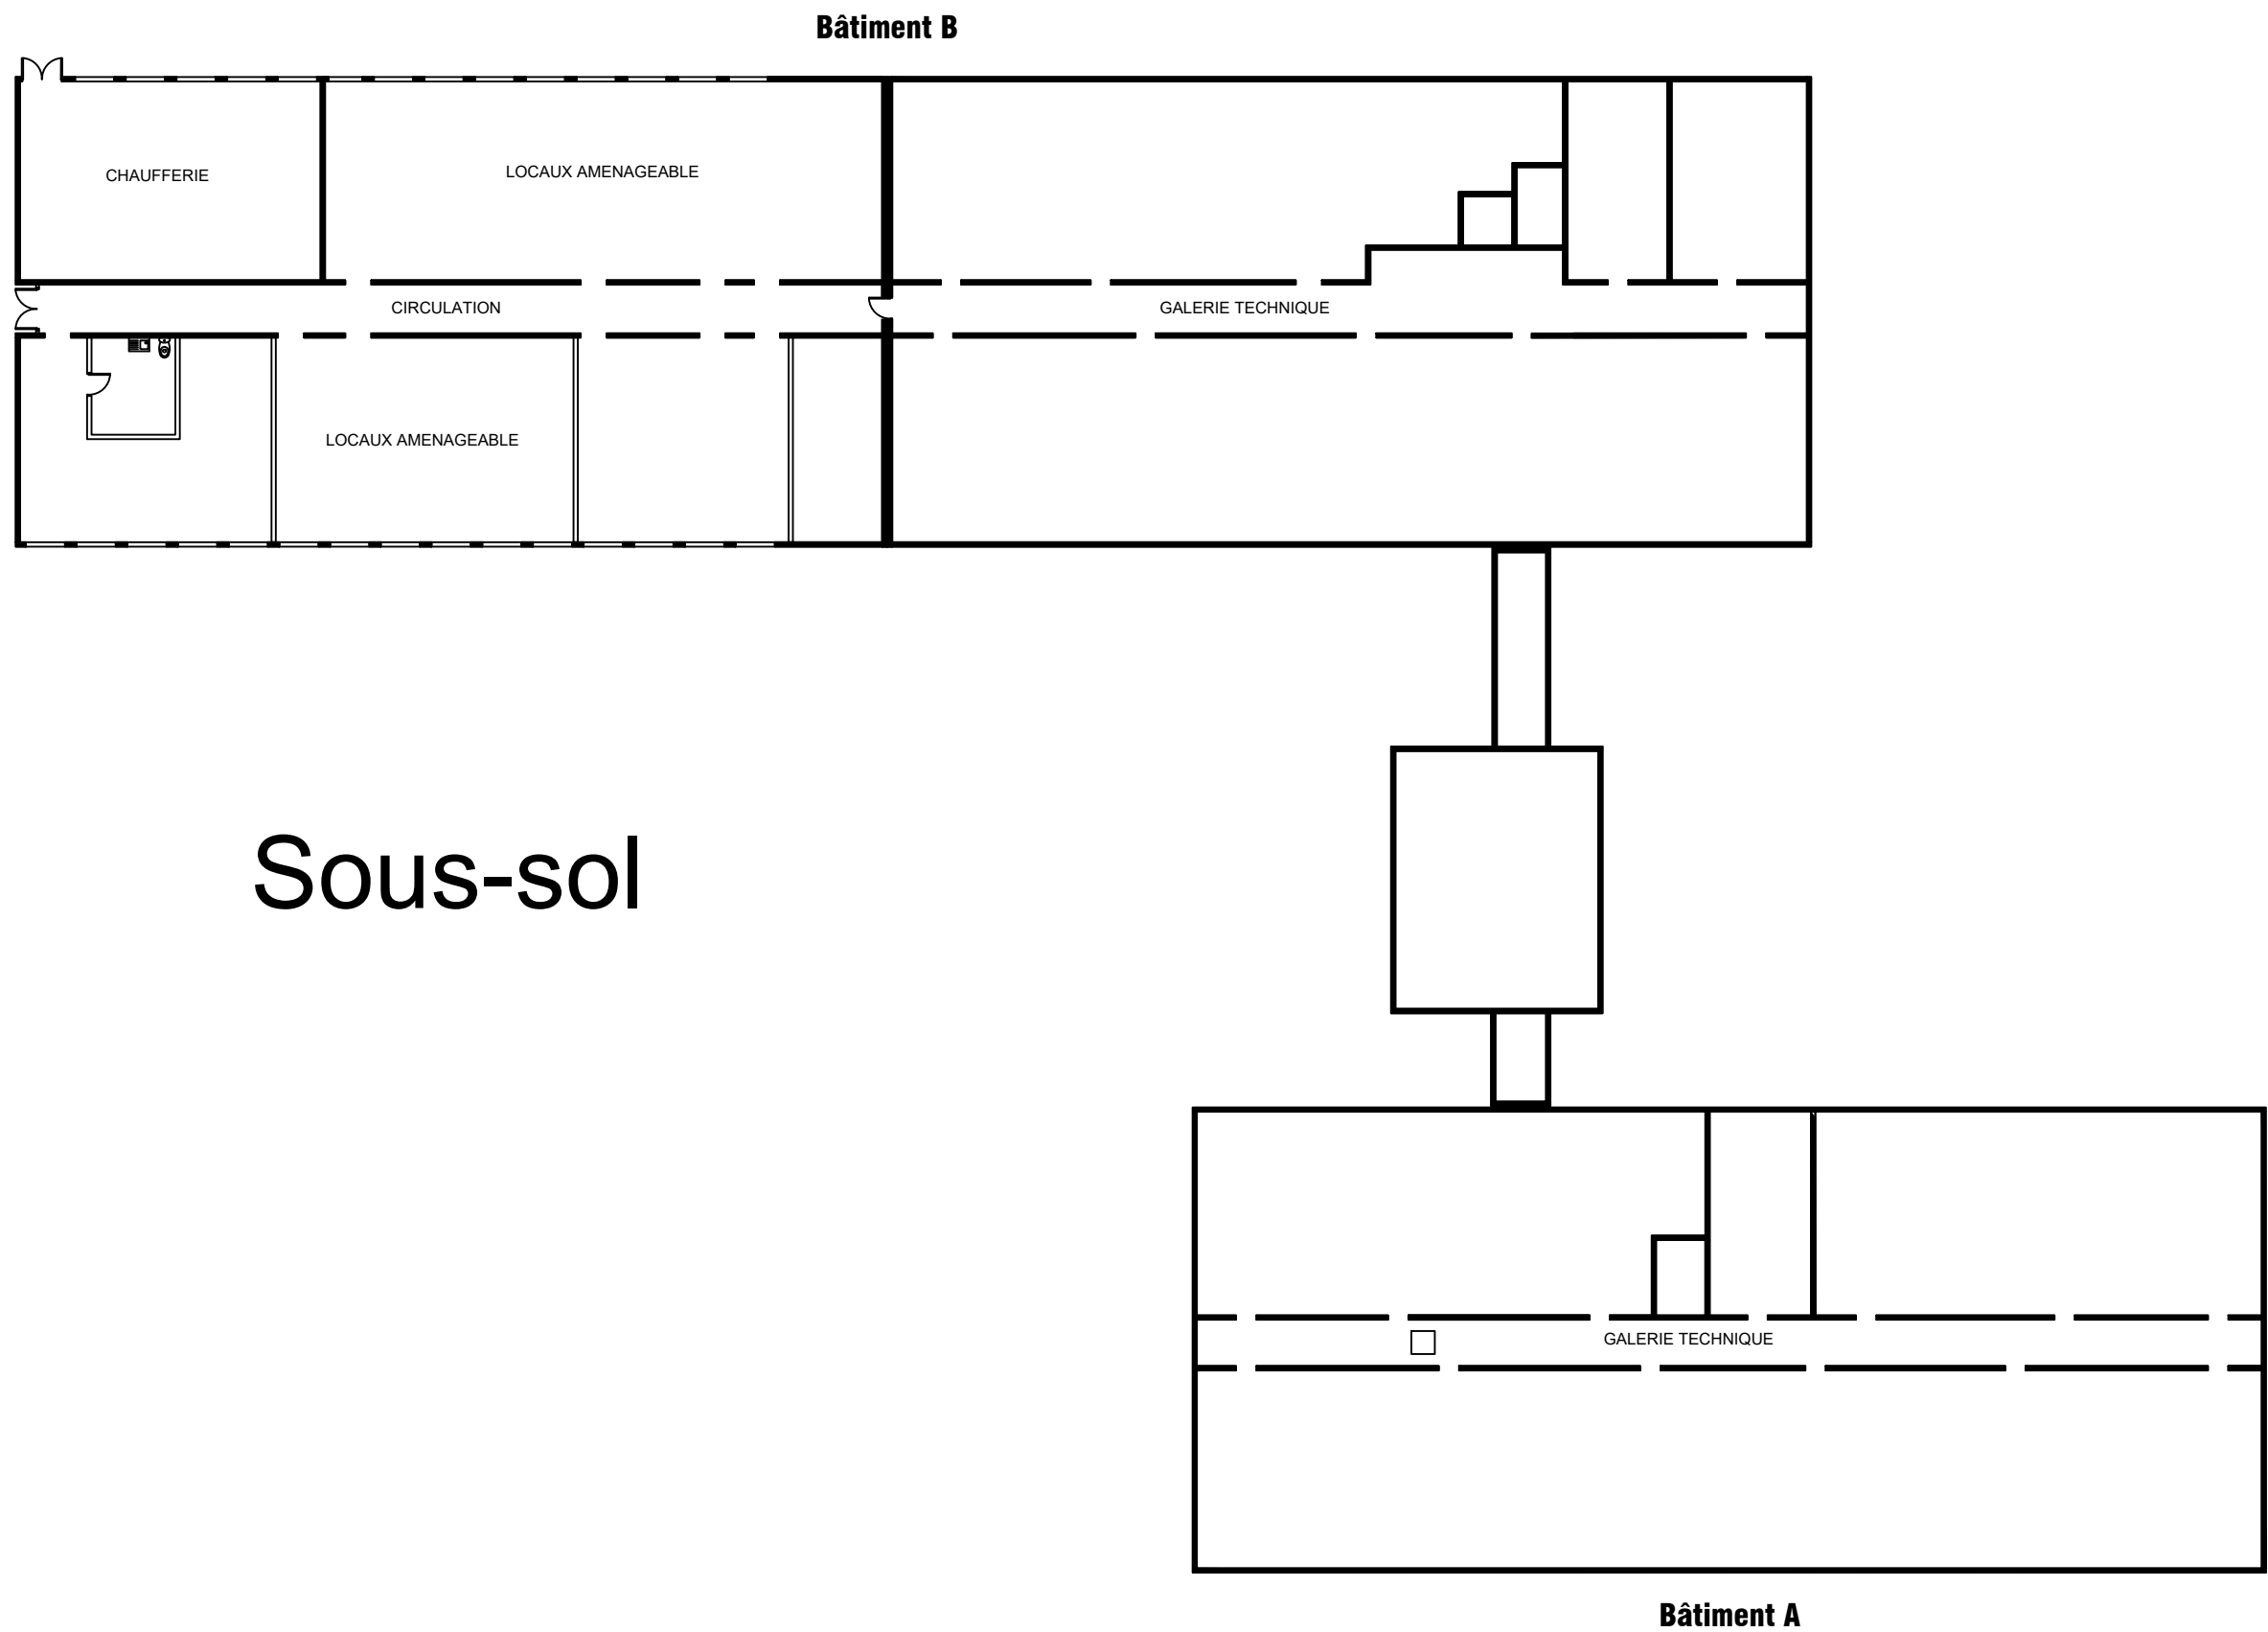 Bâtiment B
CHAUFFERIE
LOCAUX AMENAGEABLE
CIRCULATION
GALERIE TECHNIQUE
LOCAUX AMENAGEABLE
Sous-sol
GALERIE TECHNIQUE
Bâtiment A